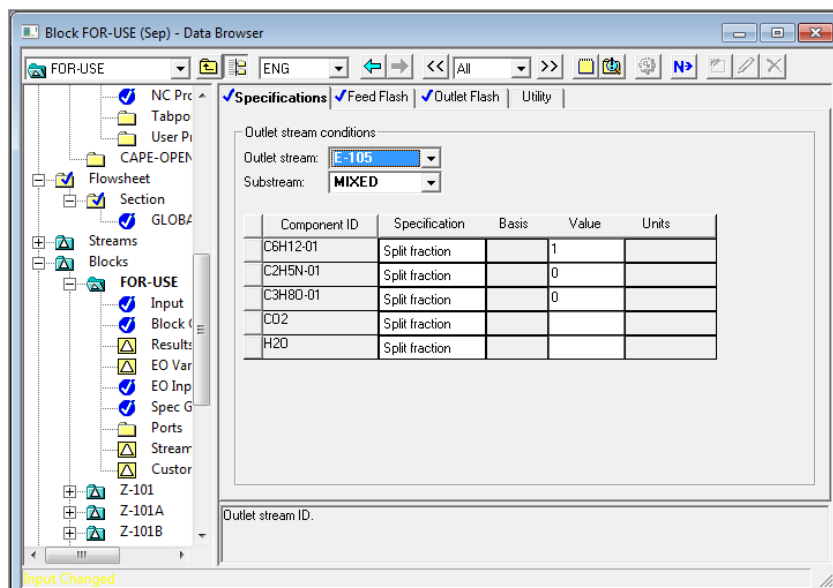 Block FOR-USE (Sep) - Data Browser
FOR-USE
ENG
<<
All
>>
N>
NC Prc
Tabpo
User Pr
CAPE-OPEN
Flowsheet
Section
GLOBA
Streams
Blocks
FOR-USE
Input
Block (
Results
EO Var
EO Inp
Spec G
Ports
Stream
Custor
Z-101
Z-101A
Z-101B
Specifications Feed Flash Outlet Flash Utility
Outlet stream conditions
Outlet stream: E-105
Substream: MIXED
Component ID Specification Basis Value Units
C6H12-01 Split fraction 1
C2H5N-01 Split fraction 0
C3H8O-01 Split fraction 0
CO2 Split fraction
H2O Split fraction
Outlet stream ID.
Input Changed